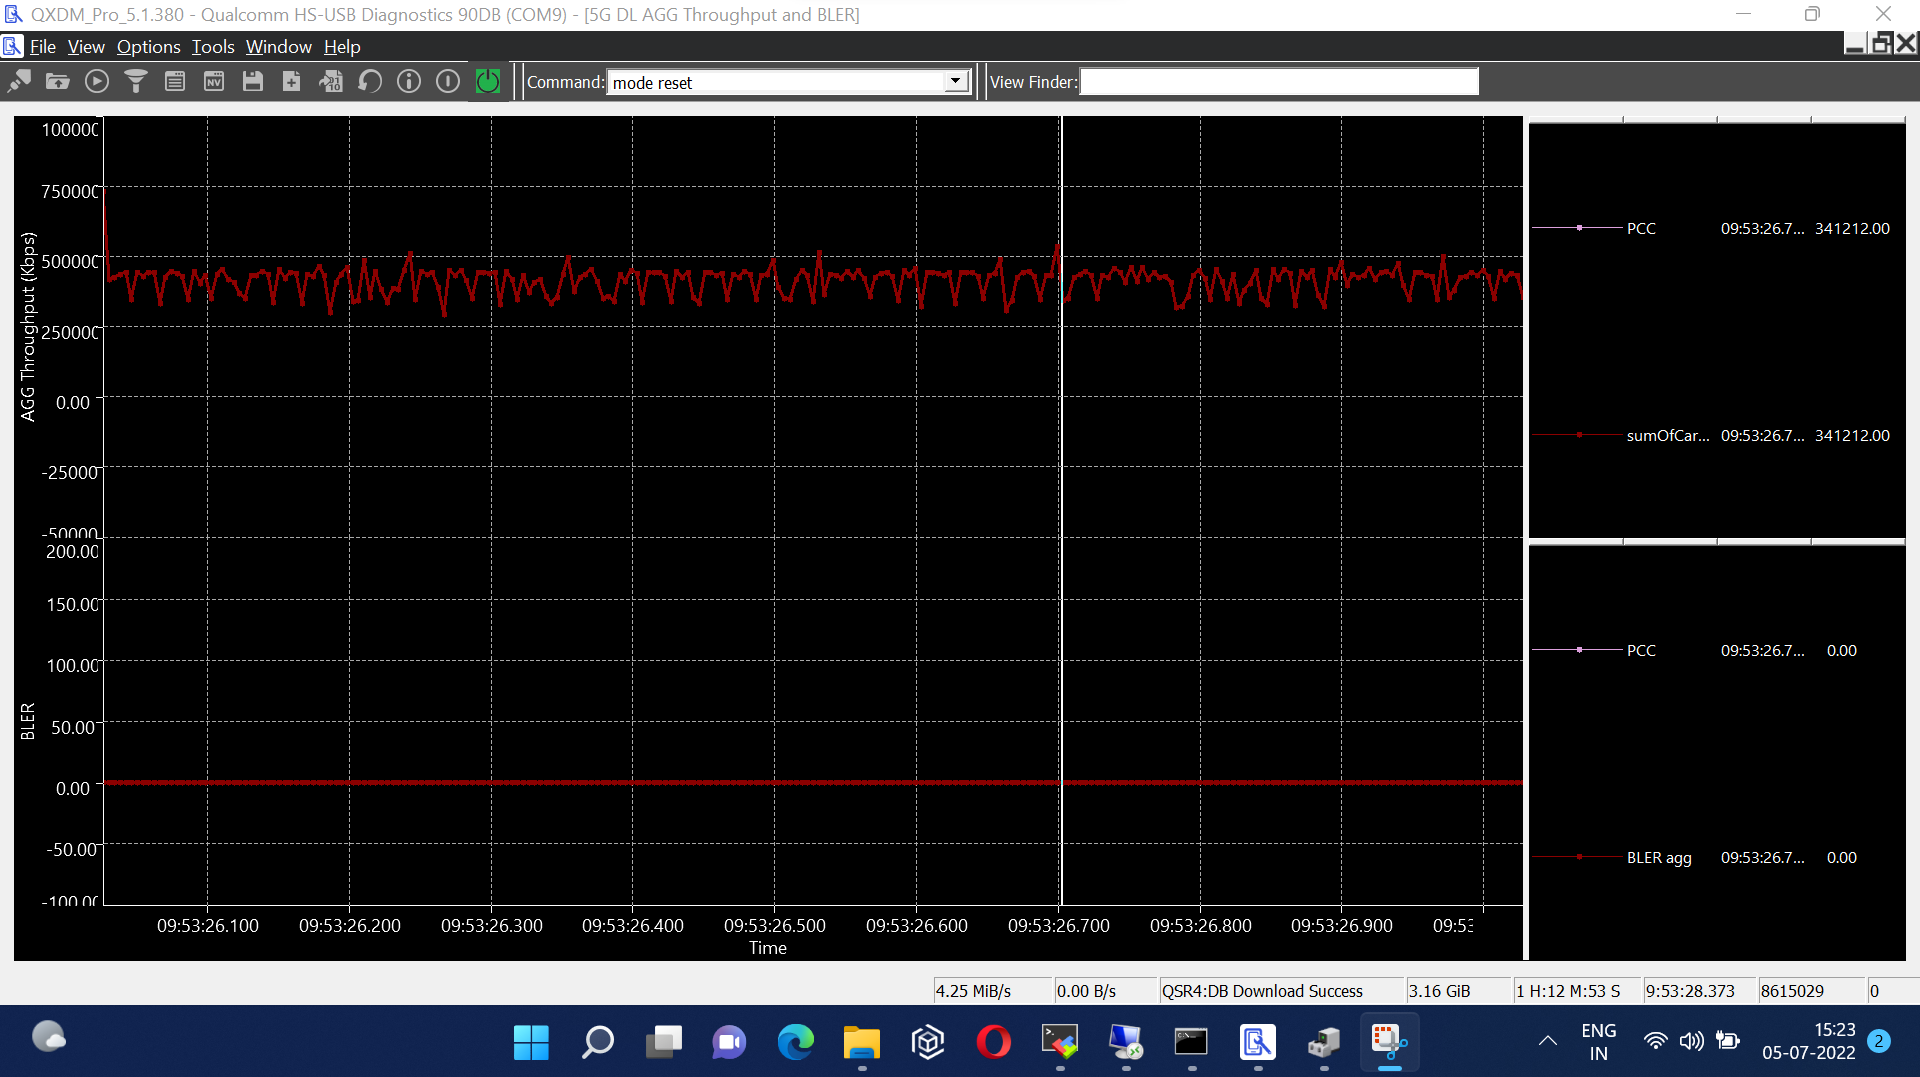 QXDM_Pro_5.1.380 - Qualcomm HS-USB Diagnostics 90DB (COM9) - [5G DL AGG Throughput and BLER]
File View Options Tools Window Help
NV
Command: mode reset
View Finder:
AGG Throughput (Kbps)
100000
750000
500000
250000
0.00
-25000
-50000
PCC 09:53:26.7... 341212.00
sumOfCar... 09:53:26.7... 341212.00
BLER
200.00
150.00
100.00
50.00
0.00
-50.00
-100.00
PCC 09:53:26.7... 0.00
BLER agg 09:53:26.7... 0.00
09:53:26.100 09:53:26.200 09:53:26.300 09:53:26.400 09:53:26.500 09:53:26.600 09:53:26.700 09:53:26.800 09:53:26.900 09:53
Time
4.25 MiB/s 0.00 B/s QSR4:DB Download Success 3.16 GiB 1 H:12 M:53 S 9:53:28.373 8615029 0
ENG
IN
15:23
05-07-2022
2